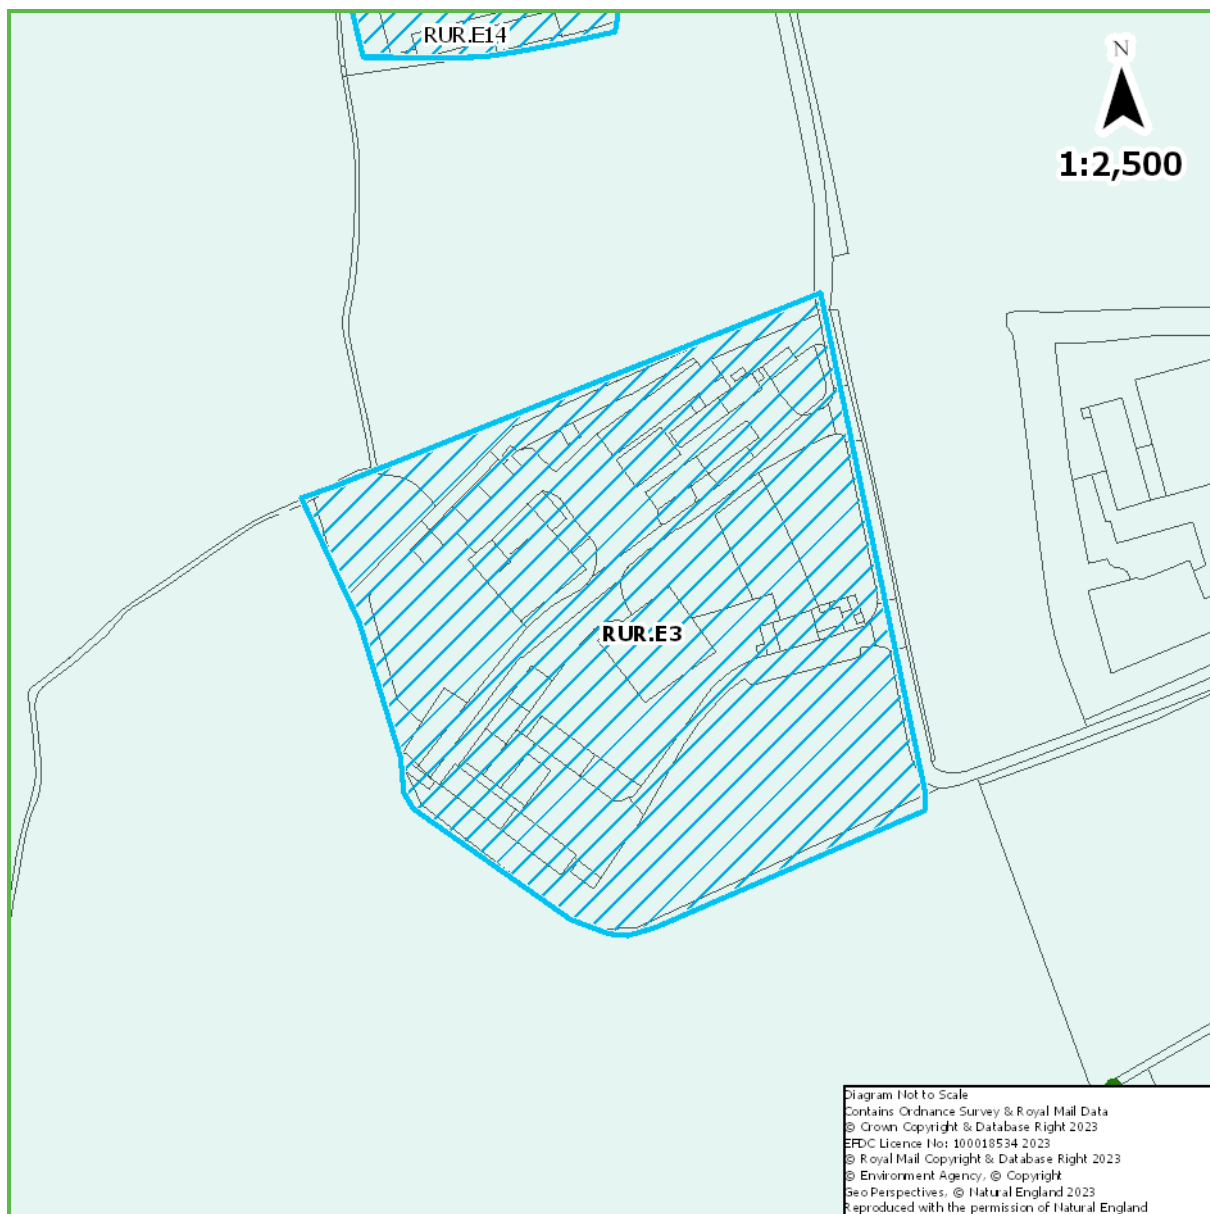 RUR.E14
N
1:2,500
RUR.E3
Diagram Not to Scale
Contains Ordnance Survey & Royal Mail Data
© Crown Copyright & Database Right 2023
EFDC Licence No: 100018534 2023
© Royal Mail Copyright & Database Right 2023
© Environment Agency, © Copyright
Geo Perspectives, © Natural England 2023
Reproduced with the permission of Natural England